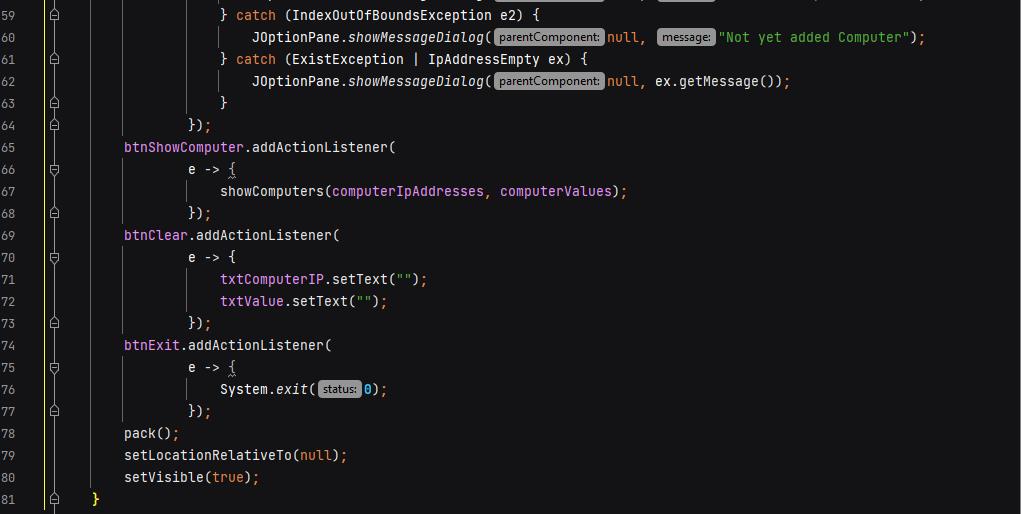 59 } catch (IndexOutOfBoundsException e2) {
60 JOptionPane.showMessageDialog( parentComponent: null, message: "Not yet added Computer");
61 } catch (ExistException | IpAddressEmpty ex) {
62 JOptionPane.showMessageDialog( parentComponent: null, ex.getMessage());
63 }
64 });
65 btnShowComputer.addActionListener(
66 e -> {
67 showComputers(computerIpAddresses, computerValues);
68 });
69 btnClear.addActionListener(
70 e -> {
71 txtComputerIP.setText("");
72 txtValue.setText("");
73 });
74 btnExit.addActionListener(
75 e -> {
76 System.exit( status: 0);
77 });
78 pack();
79 setLocationRelativeTo(null);
80 setVisible(true);
81 }